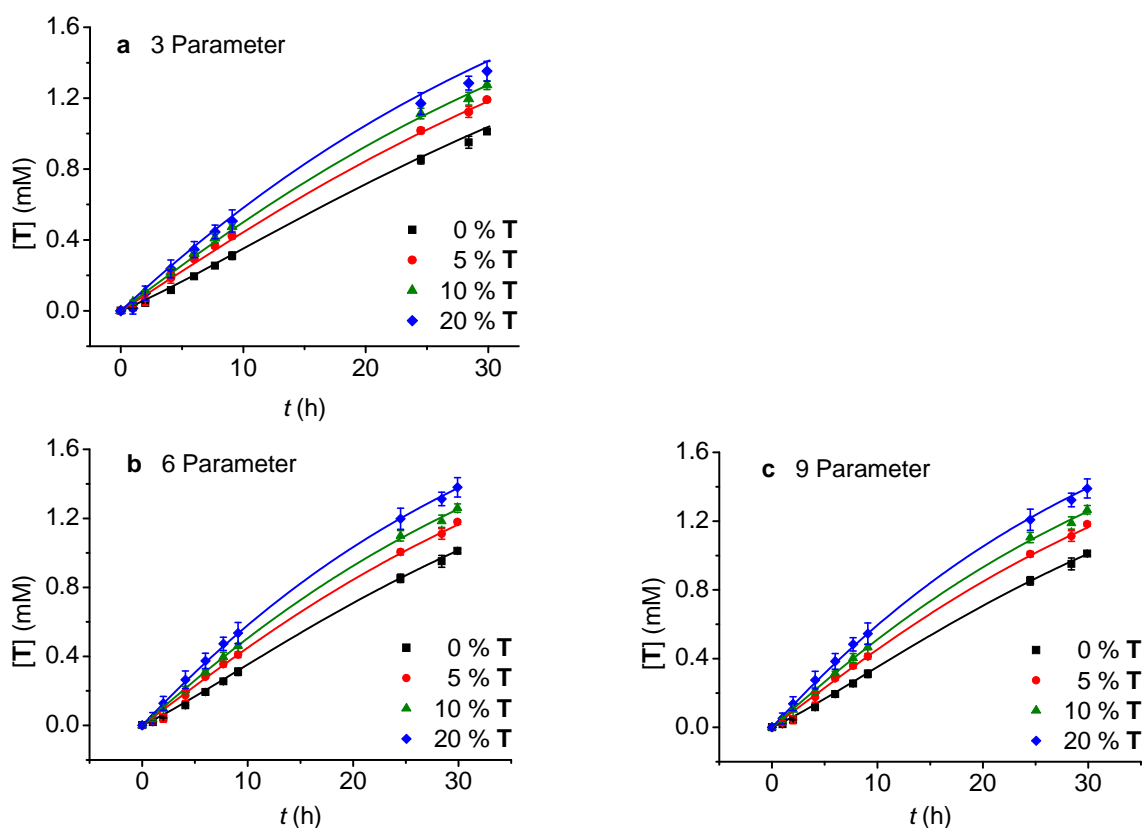 a 3 Parameter
1.6
1.2
0.8
0.4
0.0
[T] (mM)
0 % T
5 % T
10 % T
20 % T
0 10 20 30
t (h)
b 6 Parameter
1.6
1.2
0.8
0.4
0.0
[T] (mM)
0 % T
5 % T
10 % T
20 % T
0 10 20 30
t (h)
c 9 Parameter
1.6
1.2
0.8
0.4
0.0
[T] (mM)
0 % T
5 % T
10 % T
20 % T
0 10 20 30
t (h)